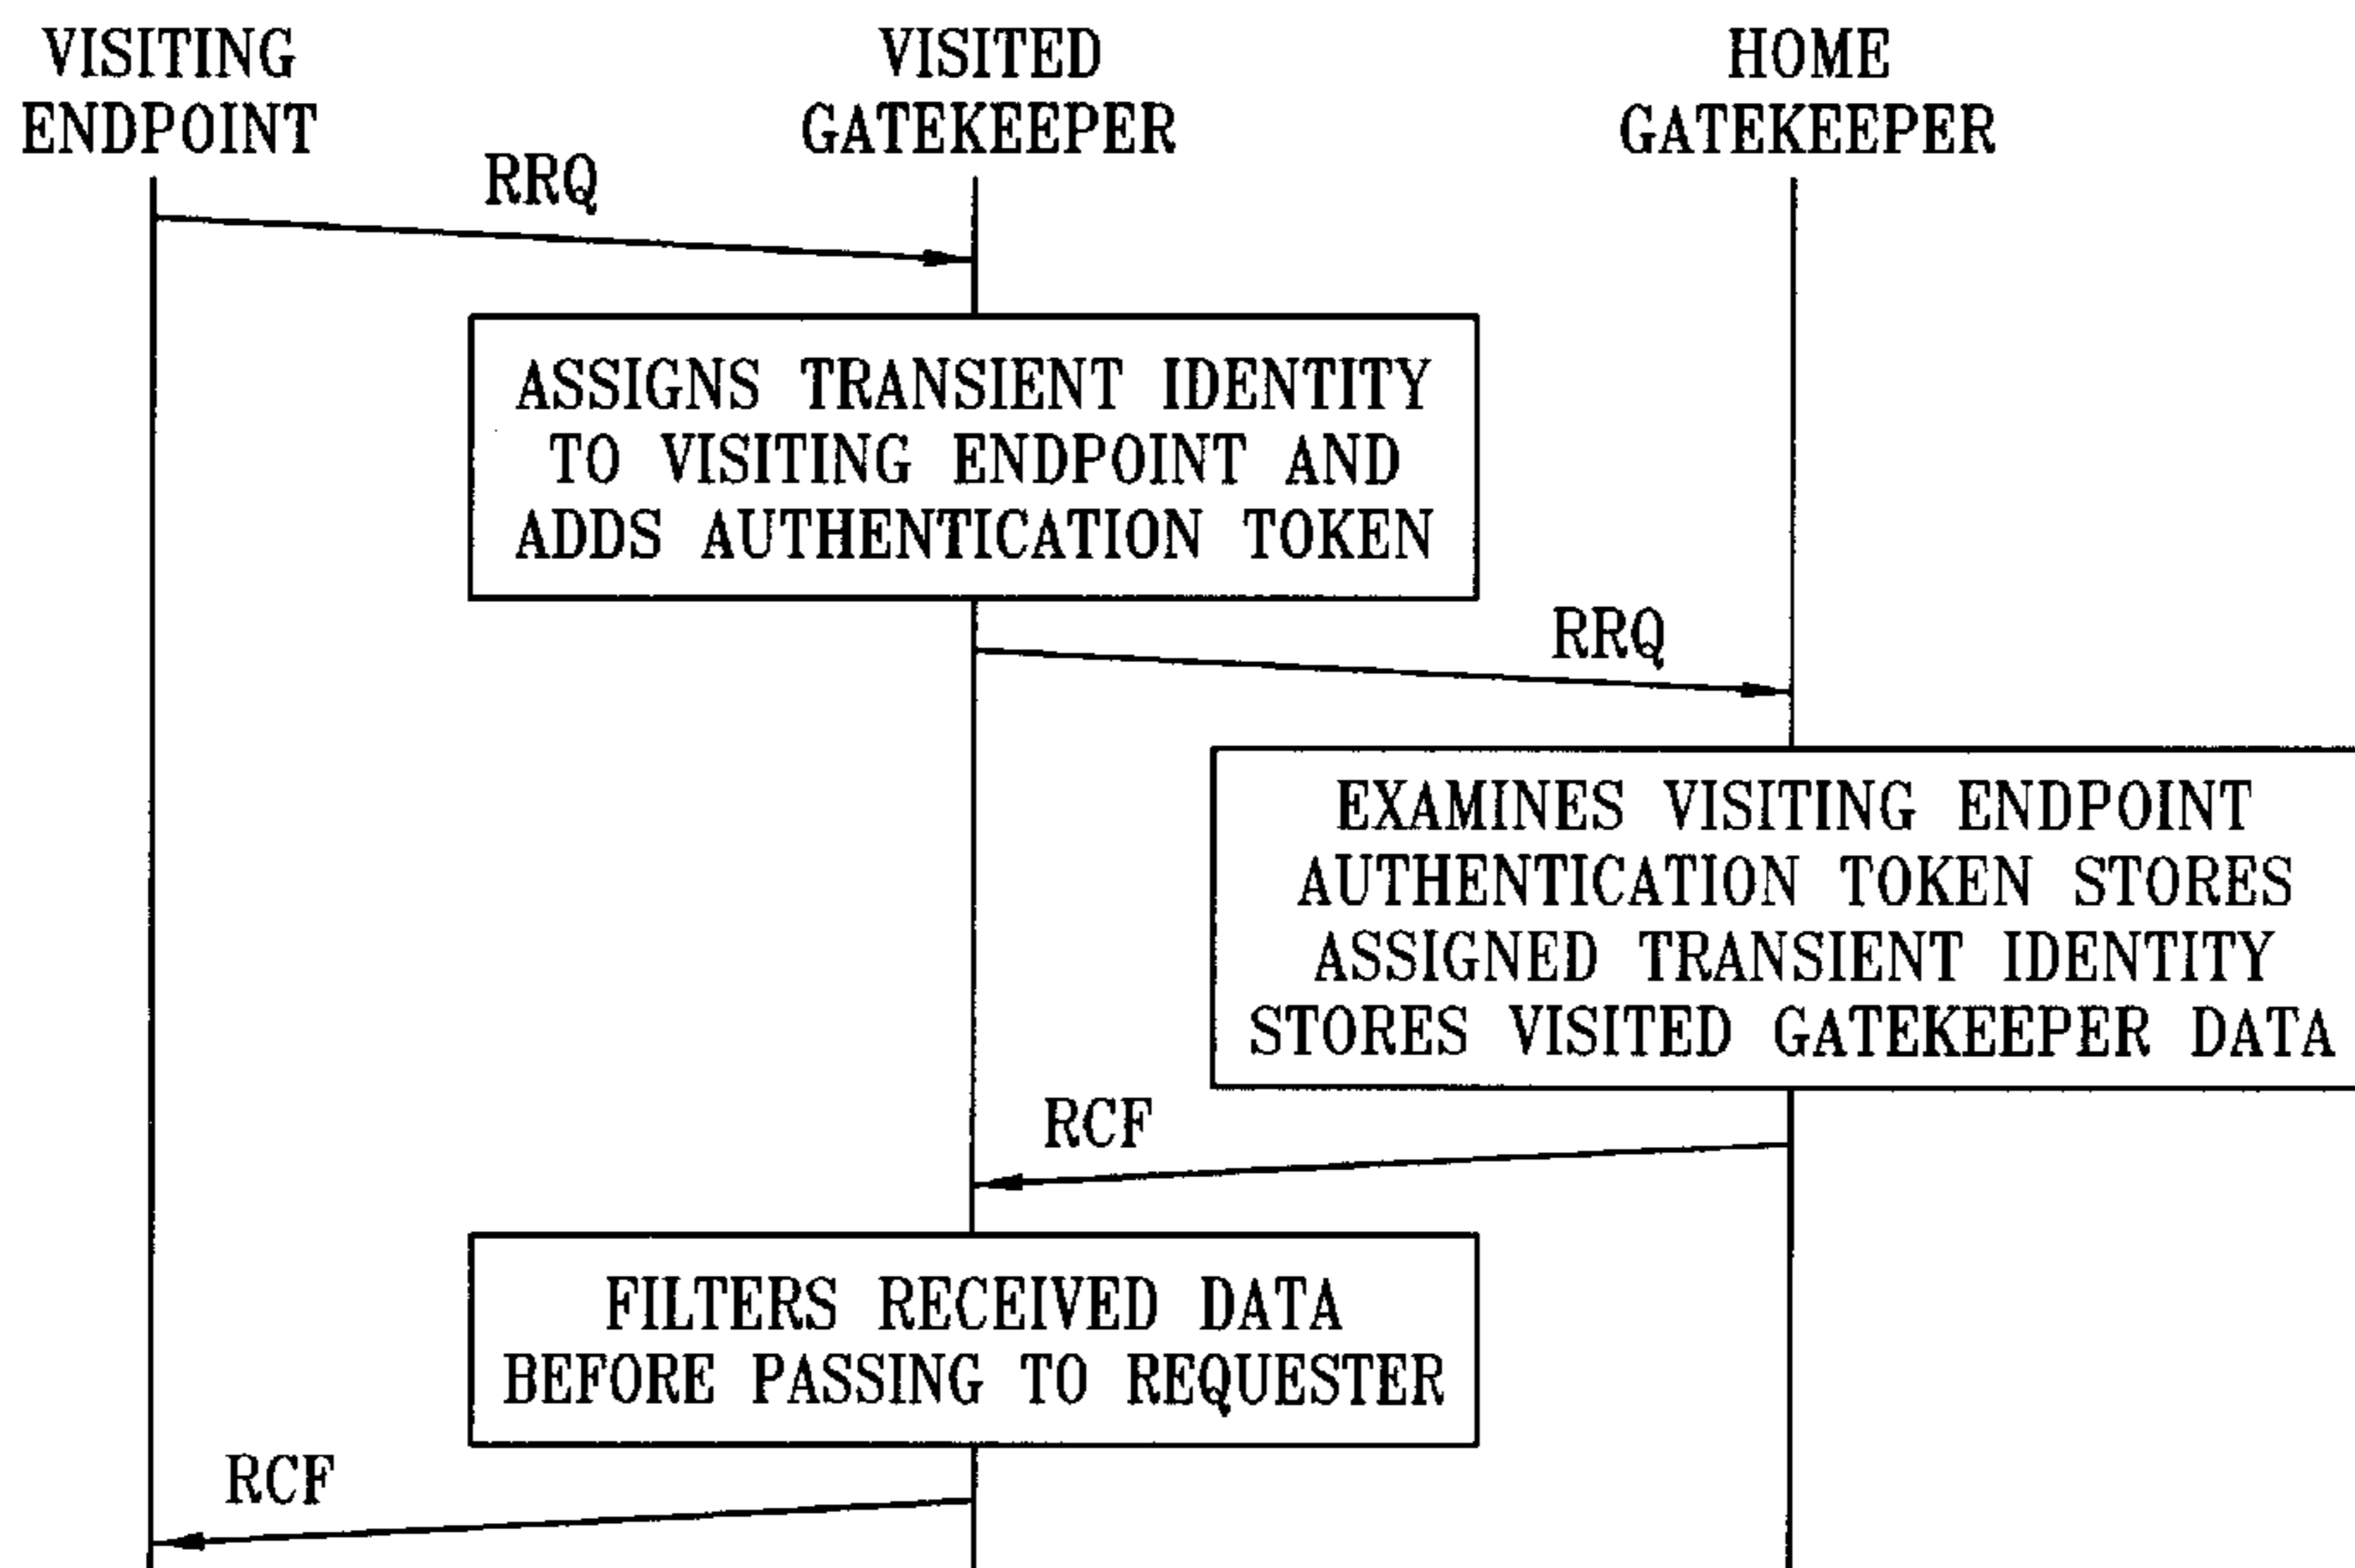 VISITING
ENDPOINT
VISITED
GATEKEEPER
HOME
GATEKEEPER
RRQ
ASSIGNS TRANSIENT IDENTITY
TO VISITING ENDPOINT AND
ADDS AUTHENTICATION TOKEN
RRQ
EXAMINES VISITING ENDPOINT
AUTHENTICATION TOKEN STORES
ASSIGNED TRANSIENT IDENTITY
STORES VISITED GATEKEEPER DATA
RCF
FILTERS RECEIVED DATA
BEFORE PASSING TO REQUESTER
RCF